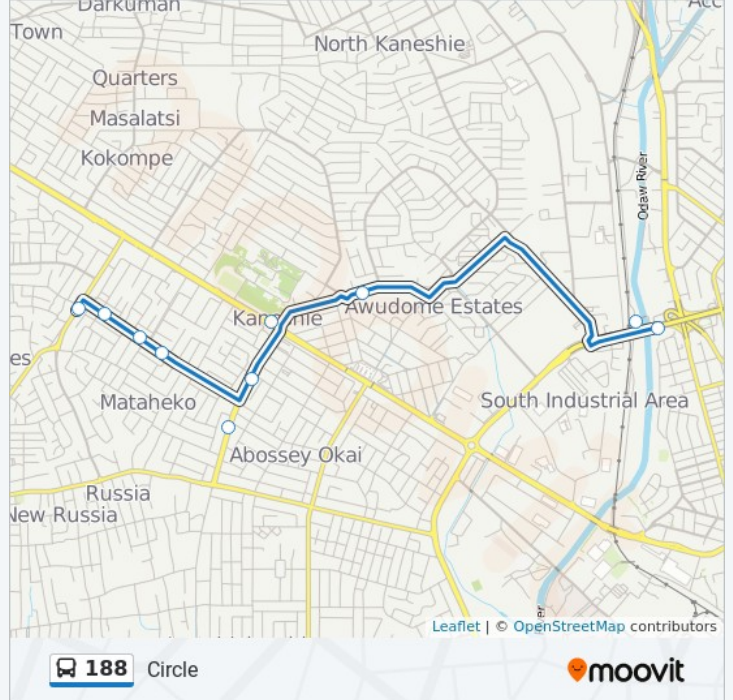 Darkuman
Acc
Town
North Kaneshie
Quarters
Masalatsi
Kokompe
Odaw River
Awudome Estates
es
Mataheko
South Industrial Area
Abossey Okai
Russia
New Russia
Leaflet | © OpenStreetMap contributors
188 Circle
moovit